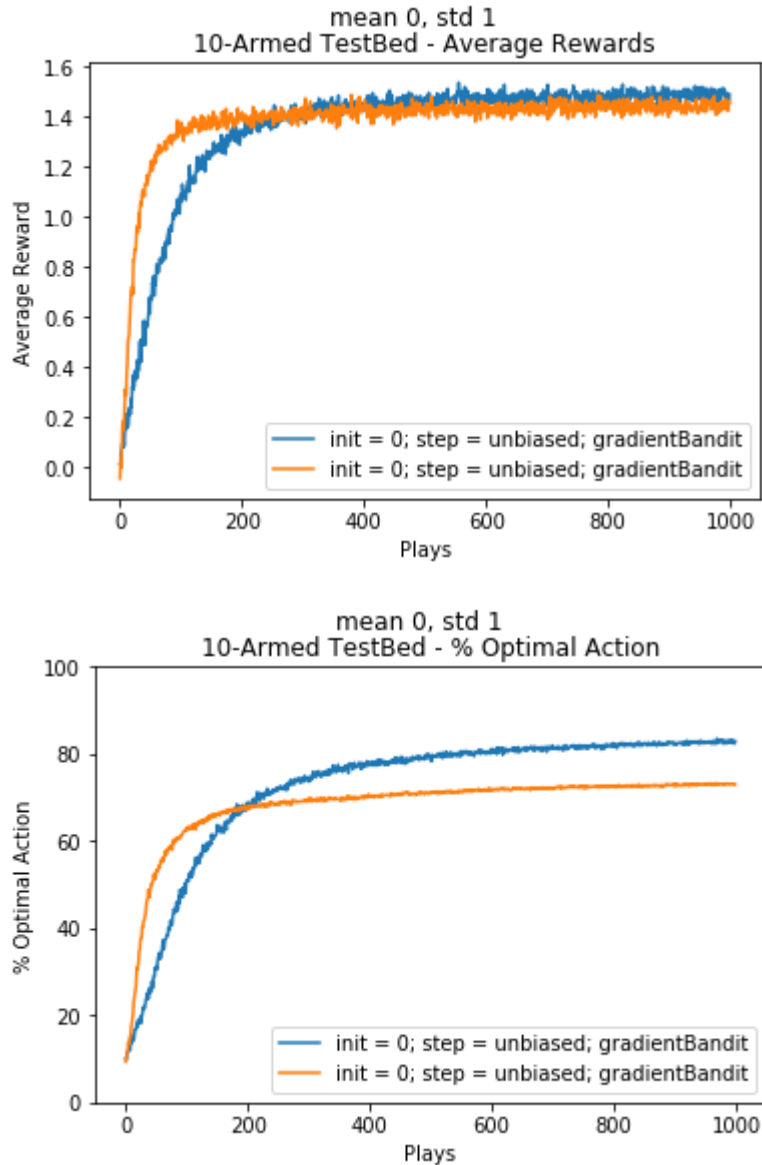 mean 0, std 1
10-Armed TestBed - Average Rewards
1.6
1.4
1.2
1.0
0.8
0.6
0.4
0.2
0.0
Average Reward
init = 0; step = unbiased; gradientBandit
init = 0; step = unbiased; gradientBandit
0 200 400 600 800 1000
Plays
mean 0, std 1
10-Armed TestBed - % Optimal Action
100
80
60
40
20
0
% Optimal Action
init = 0; step = unbiased; gradientBandit
init = 0; step = unbiased; gradientBandit
0 200 400 600 800 1000
Plays